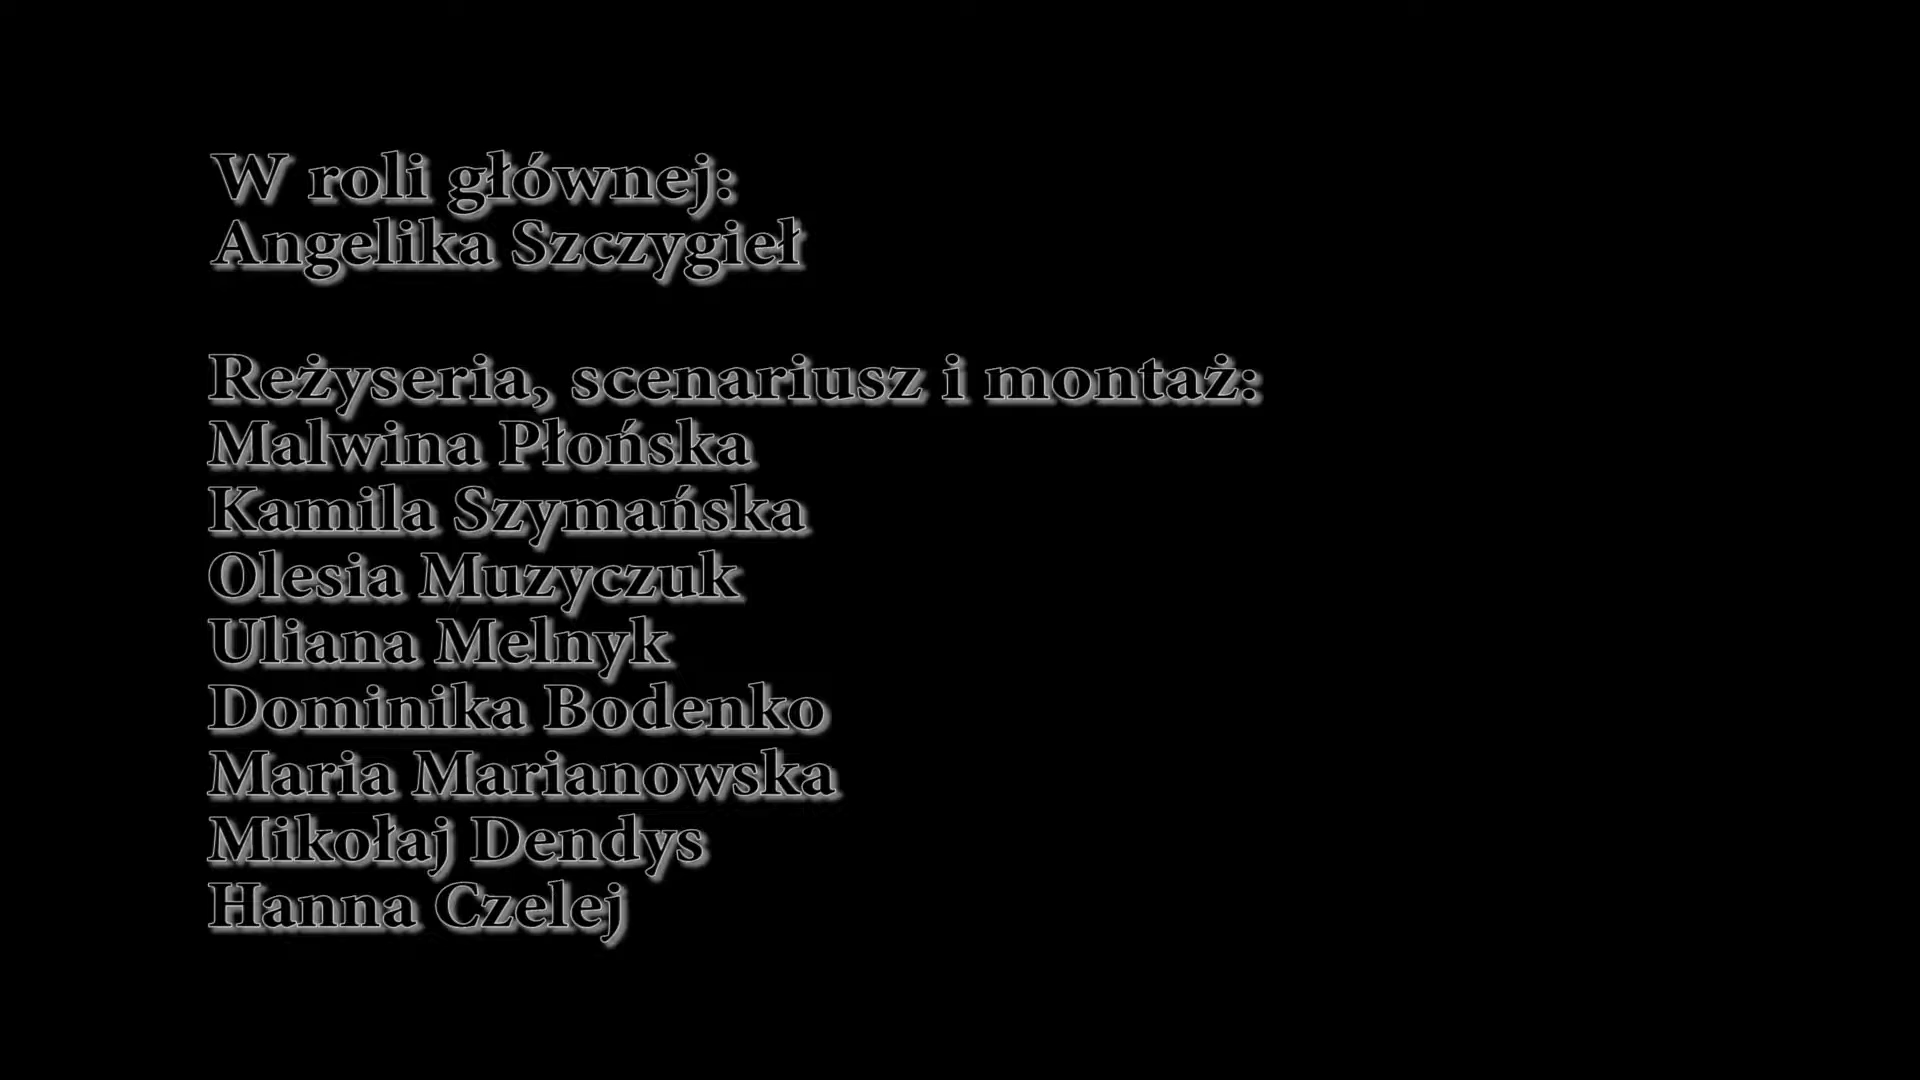 W roli głównej:
Angelika Szczygieł
Reżyseria, scenariusz i montaż:
Malwina Płońska
Kamila Szymańska
Olesia Muzyczuk
Uliana Melnyk
Dominika Bodenko
Maria Marianowska
Mikołaj Dendys
Hanna Czelej